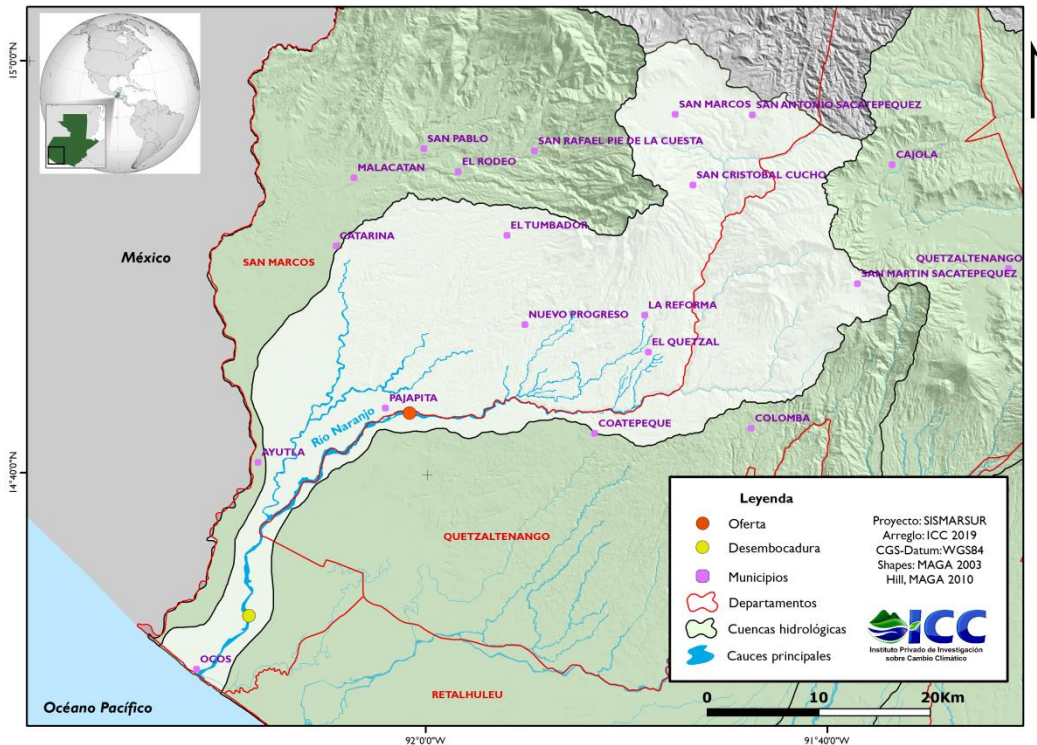 15°0'0"N
SAN MARCOS
SAN ANTONIO SACATEPEQUEZ
SAN PABLO
SAN RAFAEL PIE DE LA CUESTA
MALACATAN
EL RODEO
CAJOLA
SAN CRISTOBAL CUCHO
EL TUMBADOR
CATARINA
México
SAN MARCOS
QUETZALTENANGO
SAN MARTIN SACATEPEQUEZ
NUEVO PROGRESO
LA REFORMA
EL QUETZAL
PAJAPITA
Río Naranjo
COATEPEQUE
COLOMBA
AYUTLA
14°40'0"N
QUETZALTENANGO
OCOS
RETALHULEU
Océano Pacífico
Leyenda
Oferta
Desembocadura
Municipios
Departamentos
Cuencas hidrológicas
Cauces principales
Proyecto: SISMARSUR
Arreglo: ICC 2019
CGS-Datum: WGS84
Shapes: MAGA 2003
Hill, MAGA 2010
ICC
Instituto Privado de Investigación
sobre Cambio Climático
0 10 20Km
92°0'0"W
91°40'0"W